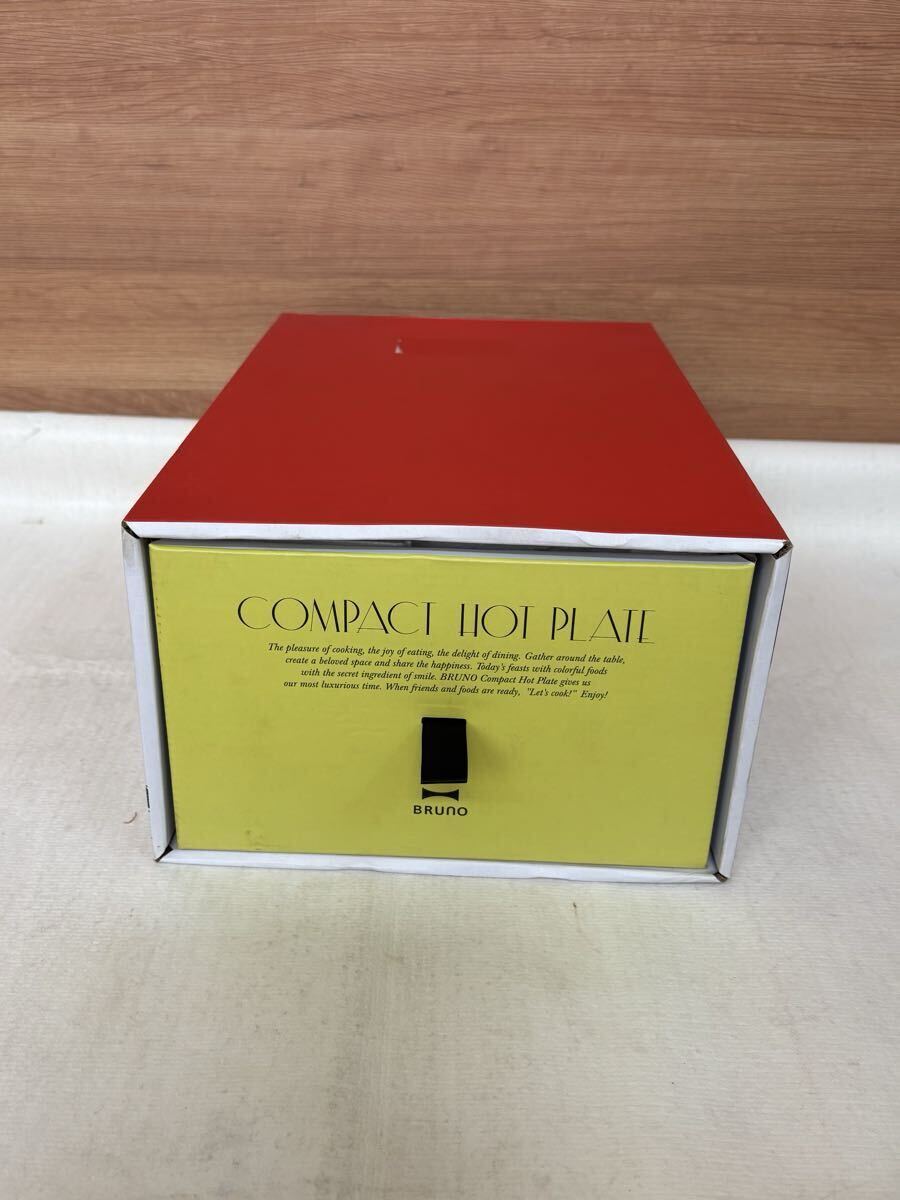 COMPACT HOT PLATE
The pleasure of cooking, the joy of eating, the delight of dining. Gather around the table,
create a beloved space and share the happiness. Today's feasts with colorful foods
with the secret ingredient of smile. BRUNO Compact Hot Plate gives us
our most luxurious time. When friends and foods are ready, "Let's cook!" Enjoy!
BRUNO